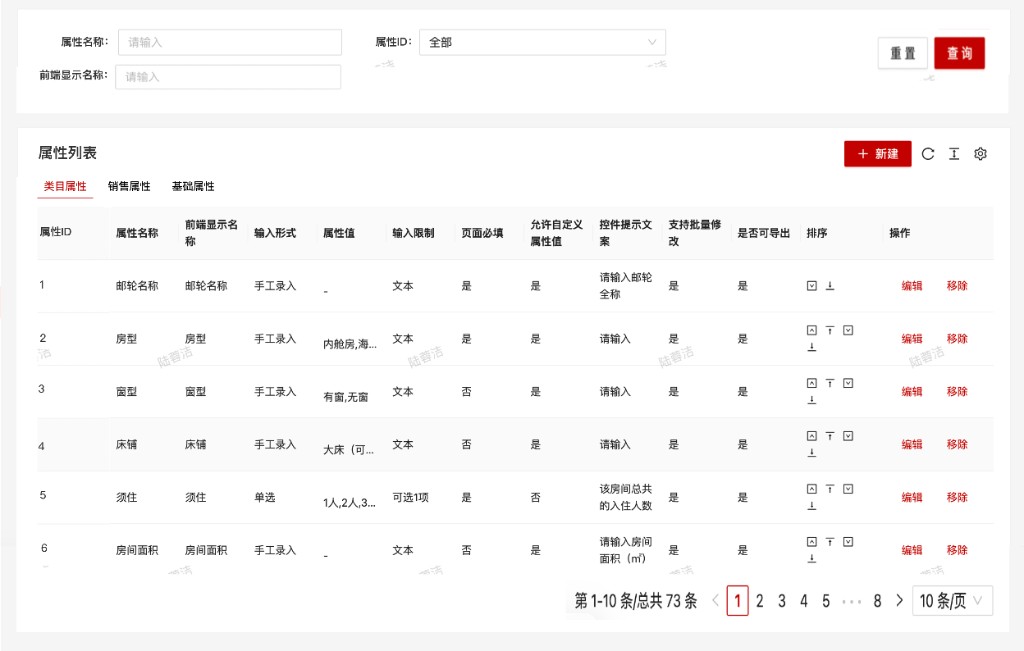 属性名称: 请输入 属性ID: 全部 重置 查询
前端显示名称: 请输入
属性列表 + 新建
类目属性 销售属性 基础属性
属性ID 属性名称 前端显示名称 输入形式 属性值 输入限制 页面必填 允许自定义属性值 控件提示文案 支持批量修改 是否可导出 排序 操作
1 邮轮名称 邮轮名称 手工录入 - 文本 是 是 请输入邮轮全称 是 是 编辑 移除
2 房型 房型 手工录入 内舱房,海... 文本 是 是 请输入 是 是 编辑 移除
3 窗型 窗型 手工录入 有窗,无窗 文本 否 是 请输入 是 是 编辑 移除
4 床铺 床铺 手工录入 大床（可... 文本 否 是 请输入 是 是 编辑 移除
5 须住 须住 单选 1人,2人,3... 可选1项 是 否 该房间总共的入住人数 是 是 编辑 移除
6 房间面积 房间面积 手工录入 - 文本 否 是 请输入房间面积（㎡） 是 是 编辑 移除
第 1-10 条/总共 73 条 1 2 3 4 5 ••• 8 10 条/页